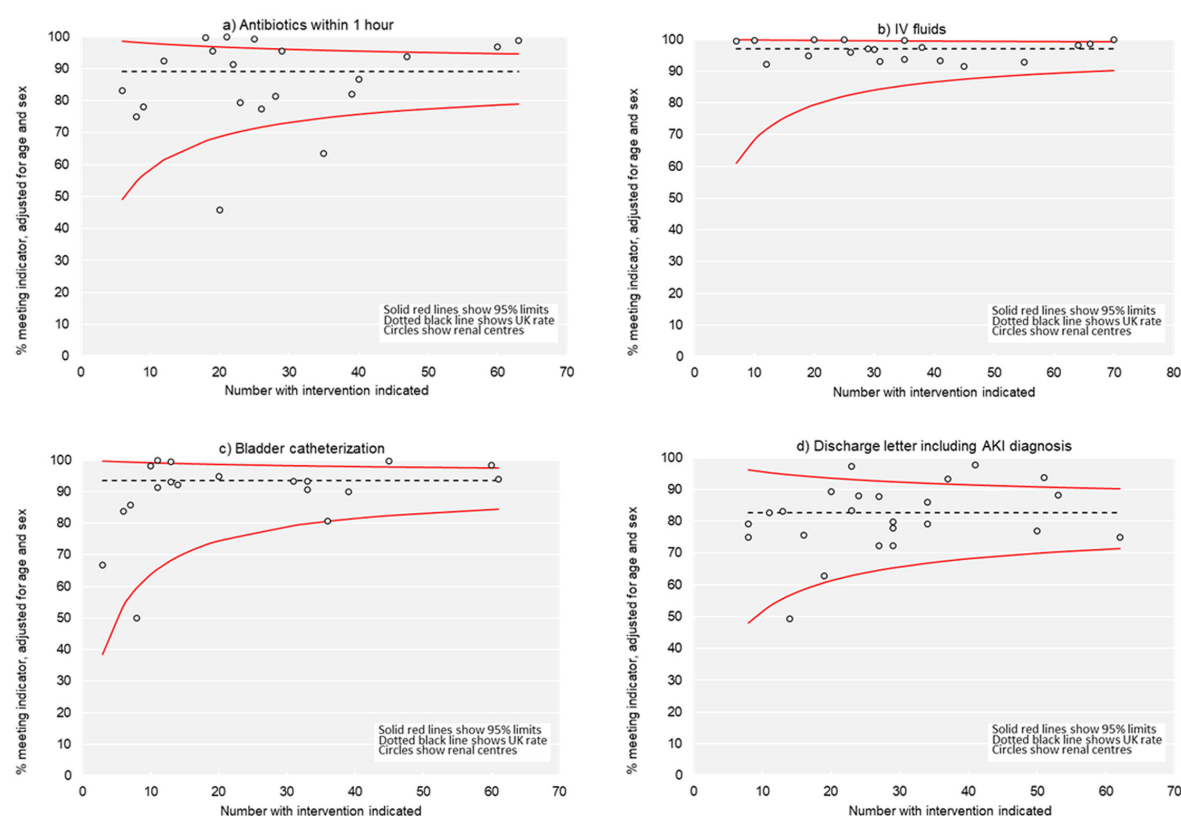 a) Antibiotics within 1 hour
% meeting indicator, adjusted for age and sex
100
90
80
70
60
50
40
30
20
10
0
Solid red lines show 95% limits
Dotted black line shows UK rate
Circles show renal centres
0 10 20 30 40 50 60 70
Number with intervention indicated
b) IV fluids
% meeting indicator, adjusted for age and sex
100
90
80
70
60
50
40
30
20
10
0
Solid red lines show 95% limits
Dotted black line shows UK rate
Circles show renal centres
0 10 20 30 40 50 60 70 80
Number with intervention indicated
c) Bladder catheterization
% meeting indicator, adjusted for age and sex
100
90
80
70
60
50
40
30
20
10
0
Solid red lines show 95% limits
Dotted black line shows UK rate
Circles show renal centres
0 10 20 30 40 50 60 70
Number with intervention indicated
d) Discharge letter including AKI diagnosis
% meeting indicator, adjusted for age and sex
100
90
80
70
60
50
40
30
20
10
0
Solid red lines show 95% limits
Dotted black line shows UK rate
Circles show renal centres
0 10 20 30 40 50 60 70
Number with intervention indicated